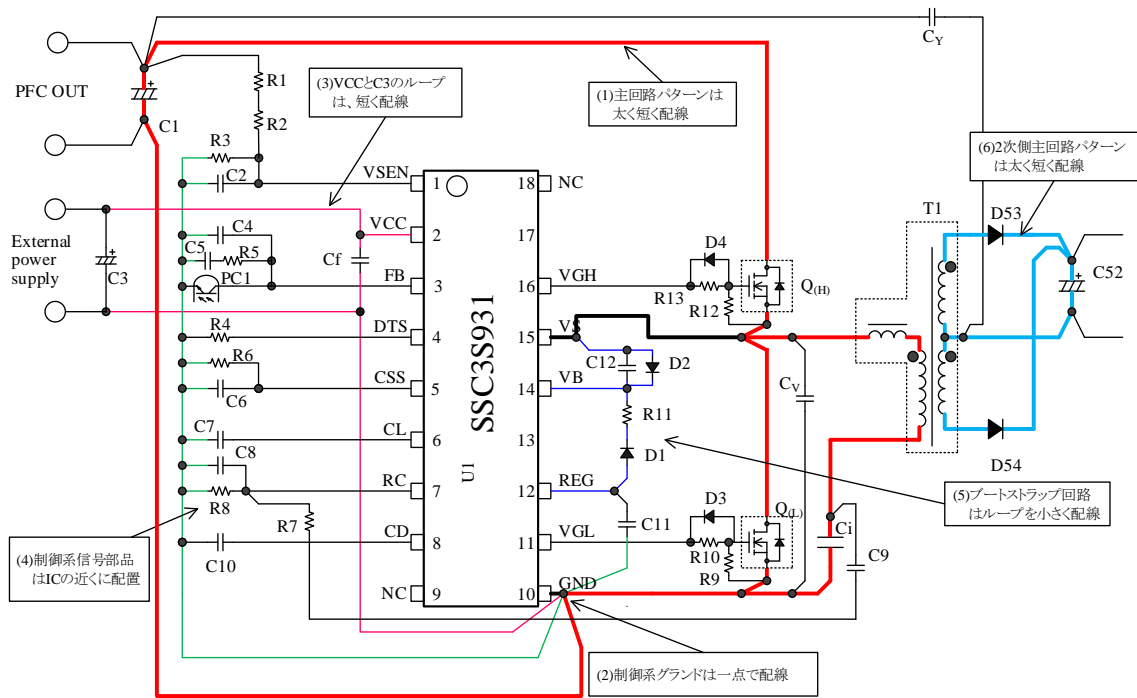 C_Y
PFC OUT
C1
R1
R2
R3
C2
(3)VCCとC3のループ
は、短く配線
(1)主回路パターンは
太く短く配線
(6)2次側主回路パターン
は太く短く配線
External
power
supply
C3
Cf
C4
C5
R5
PC1
R4
R6
C6
C7
C8
R8
R7
C10
VSEN
1
VCC
2
FB
3
DTS
4
CSS
5
CL
6
RC
7
CD
8
NC
9
SSC3S931
U1
18
NC
17
16
VGH
15
VS
14
VB
13
12
REG
11
VGL
10
GND
D4
R13
R12
Q(H)
C12
D2
R11
D1
C11
D3
R10
R9
Q(L)
C_V
T1
D53
D54
C52
Ci
C9
(5)ブートストラップ回路
はループを小さく配線
(4)制御系信号部品
はICの近くに配置
(2)制御系グランドは一点で配線